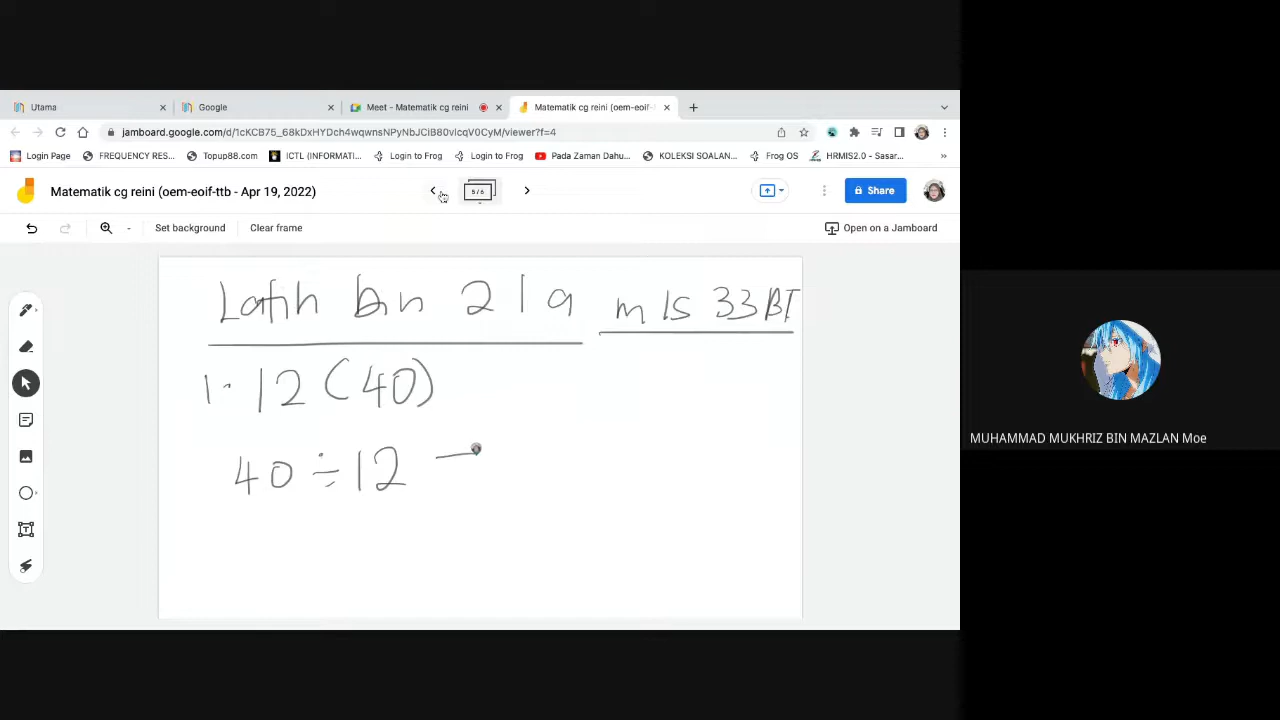 Utama
Google
Meet - Matematik cg reini
Matematik cg reini (oem-eoif-t
jamboard.google.com/d/1cKCB75_68kDxHYDch4wqwnsNPyNbJCiB80vIcqV0CyM/viewer?f=4
Login Page
FREQUENCY RES...
Topup88.com
ICTL (INFORMATI...
Login to Frog
Login to Frog
Pada Zaman Dahu...
KOLEKSI SOALAN...
Frog OS
HRMIS2.0 - Sasar...
»
Matematik cg reini (oem-eoif-ttb - Apr 19, 2022)
5/6
Share
Set background
Clear frame
Open on a Jamboard
Latih bin 2 1 a m/s 33 BT
1. 12 (40)
40 ÷ 12 –
MUHAMMAD MUKHRIZ BIN MAZLAN Moe